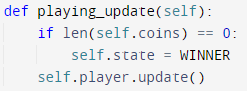 def playing_update(self):
    if len(self.coins) == 0:
        self.state = WINNER
    self.player.update()